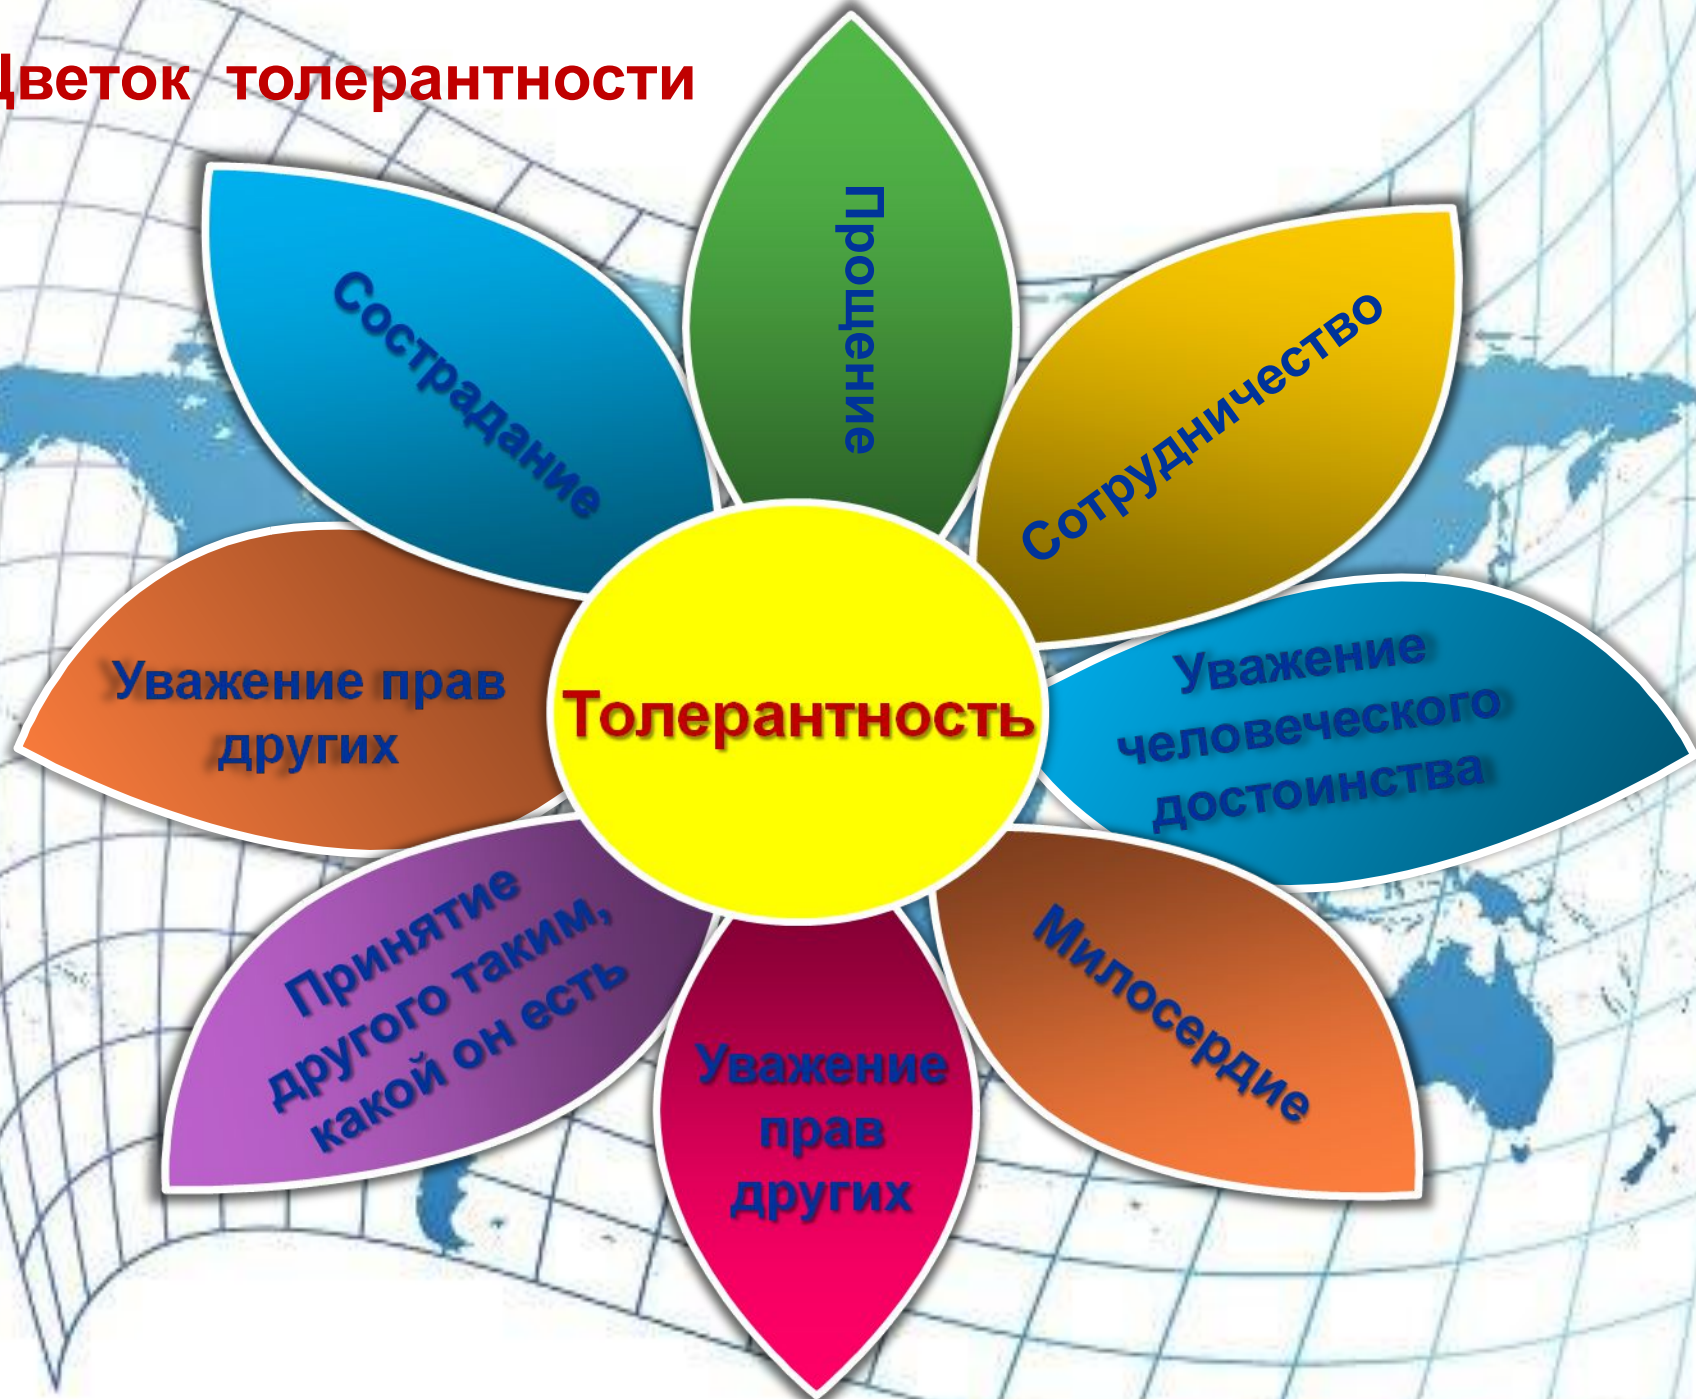 Цветок толерантности
Прощение
Сотрудничество
Уважение
человеческого
достоинства
Милосердие
Уважение
прав
других
Принятие
другого таким,
какой он есть
Уважение прав
других
Сострадание
Толерантность